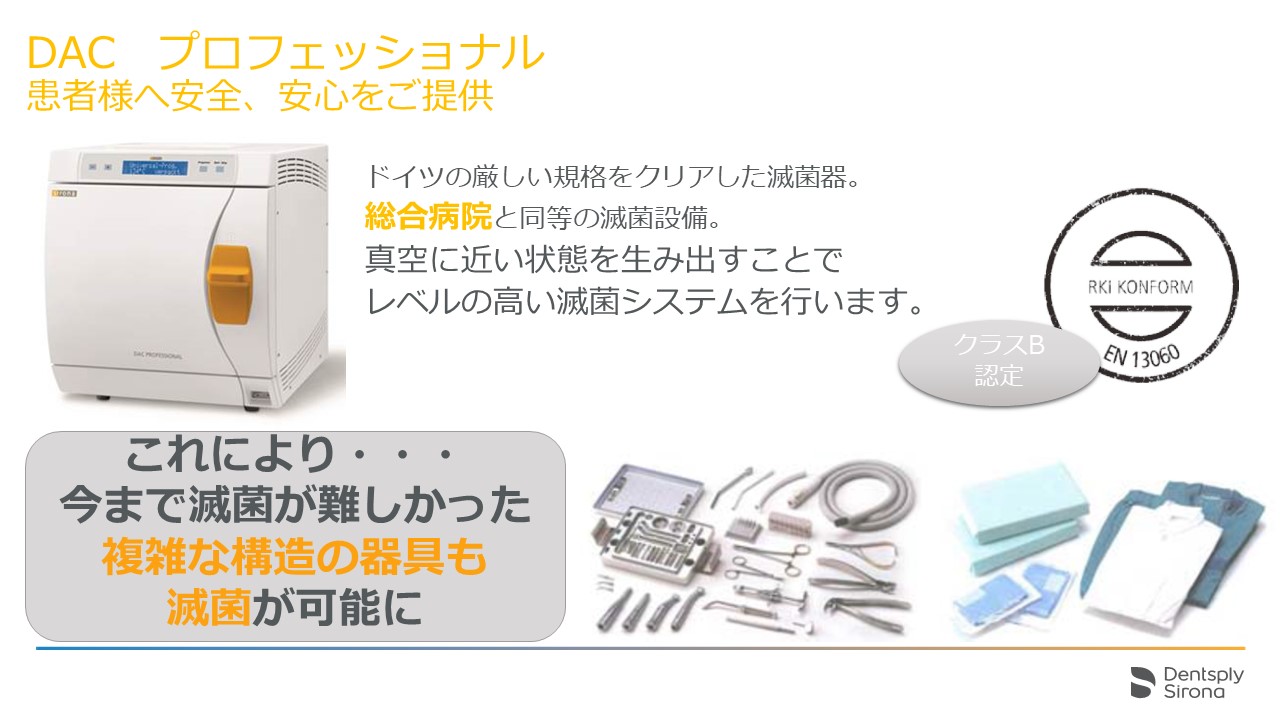 DAC　プロフェッショナル
患者様へ安全、安心をご提供
ドイツの厳しい規格をクリアした滅菌器。
総合病院と同等の滅菌設備。
真空に近い状態を生み出すことで
レベルの高い滅菌システムを行います。
RKI KONFORM
EN 13060
クラスB
認定
sirona
DAC PROFESSIONAL
これにより・・・
今まで滅菌が難しかった
複雑な構造の器具も
滅菌が可能に
Dentsply
Sirona